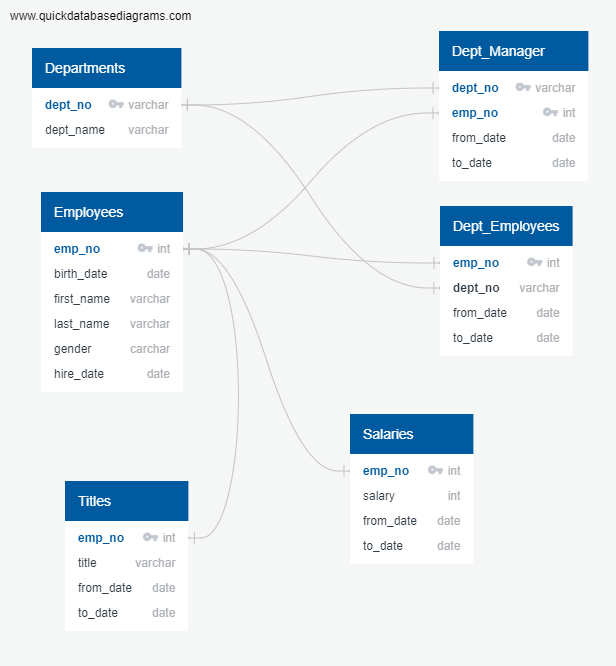 www.quickdatabasediagrams.com
Departments
dept_no varchar
dept_name varchar
Dept_Manager
dept_no varchar
emp_no int
from_date date
to_date date
Employees
emp_no int
birth_date date
first_name varchar
last_name varchar
gender carchar
hire_date date
Dept_Employees
emp_no int
dept_no varchar
from_date date
to_date date
Salaries
emp_no int
salary int
from_date date
to_date date
Titles
emp_no int
title varchar
from_date date
to_date date